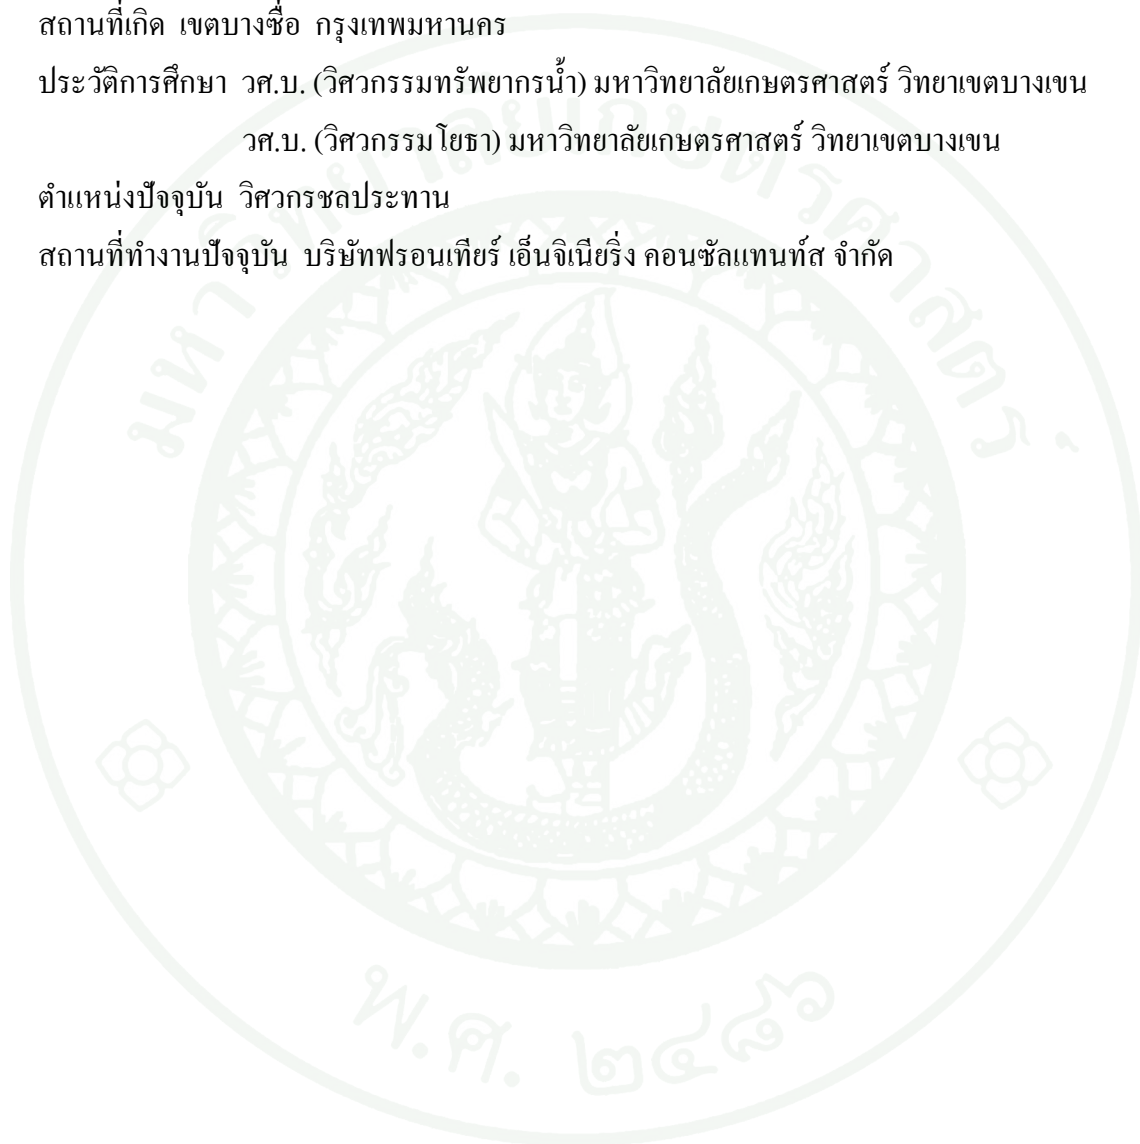 สถานที่เกิด เขตบางซื่อ กรุงเทพมหานคร
ประวัติการศึกษา วศ.บ. (วิศวกรรมทรัพยากรน้ำ) มหาวิทยาลัยเกษตรศาสตร์ วิทยาเขตบางเขน
วศ.บ. (วิศวกรรมโยธา) มหาวิทยาลัยเกษตรศาสตร์ วิทยาเขตบางเขน
ตำแหน่งปัจจุบัน วิศวกรชลประทาน
สถานที่ทำงานปัจจุบัน บริษัทฟรอนเทียร์ เอ็นจิเนียริ่ง คอนซัลแทนท์ส จำกัด
มหาวิทยาลัยเกษตรศาสตร์
พ.ศ. ๒๔๘๖